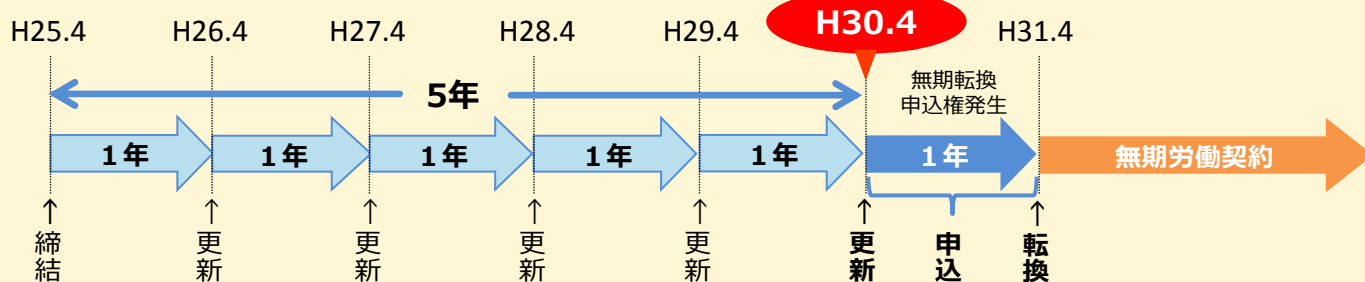 H25.4 H26.4 H27.4 H28.4 H29.4 H30.4 H31.4
5年
無期転換
申込権発生
1年 1年 1年 1年 1年 1年 無期労働契約
↑ ↑ ↑ ↑ ↑ ↑ ↑
締結 更新 更新 更新 更新 更新 申込 転換